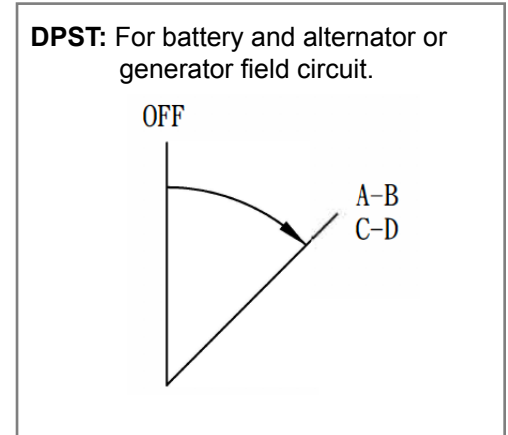 DPST: For battery and alternator or
generator field circuit.
OFF
A-B
C-D